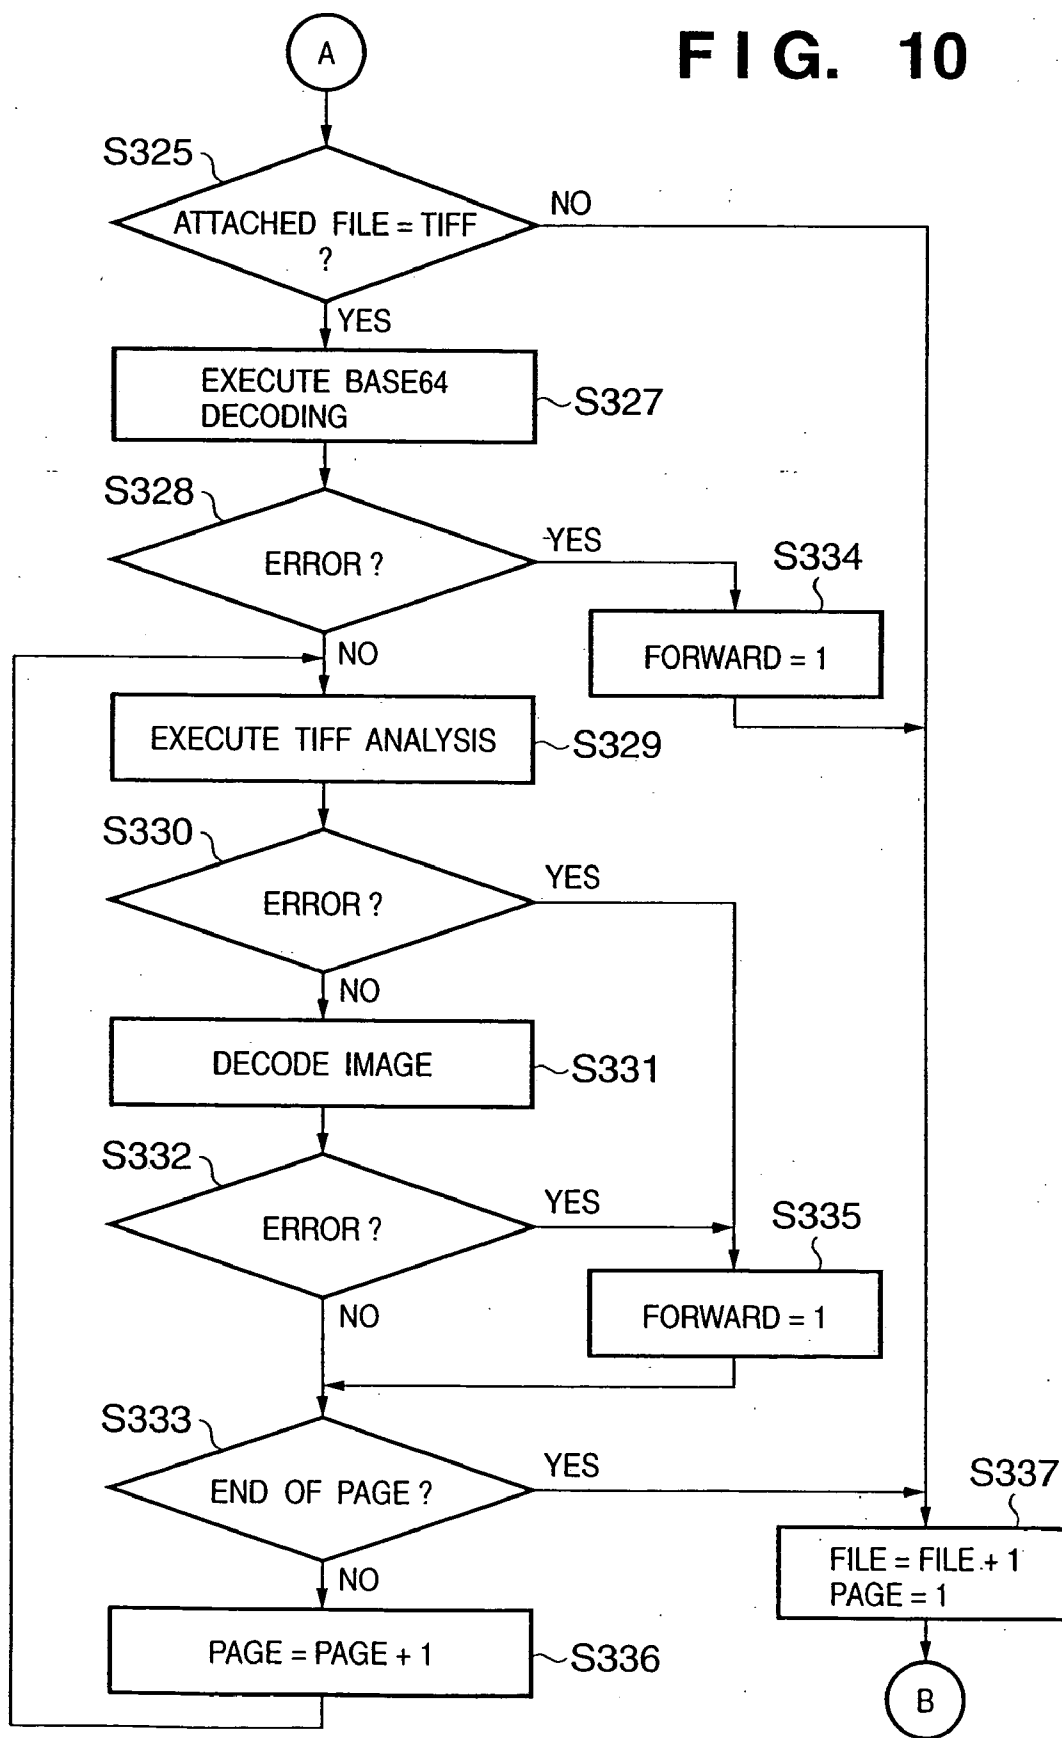 FIG. 10
A
S325
ATTACHED FILE = TIFF
?
NO
YES
EXECUTE BASE64
DECODING
S327
S328
ERROR ?
YES
S334
FORWARD = 1
NO
EXECUTE TIFF ANALYSIS
S329
S330
ERROR ?
YES
NO
DECODE IMAGE
S331
S332
ERROR ?
YES
S335
FORWARD = 1
NO
S333
END OF PAGE ?
YES
S337
FILE = FILE + 1
PAGE = 1
NO
PAGE = PAGE + 1
S336
B